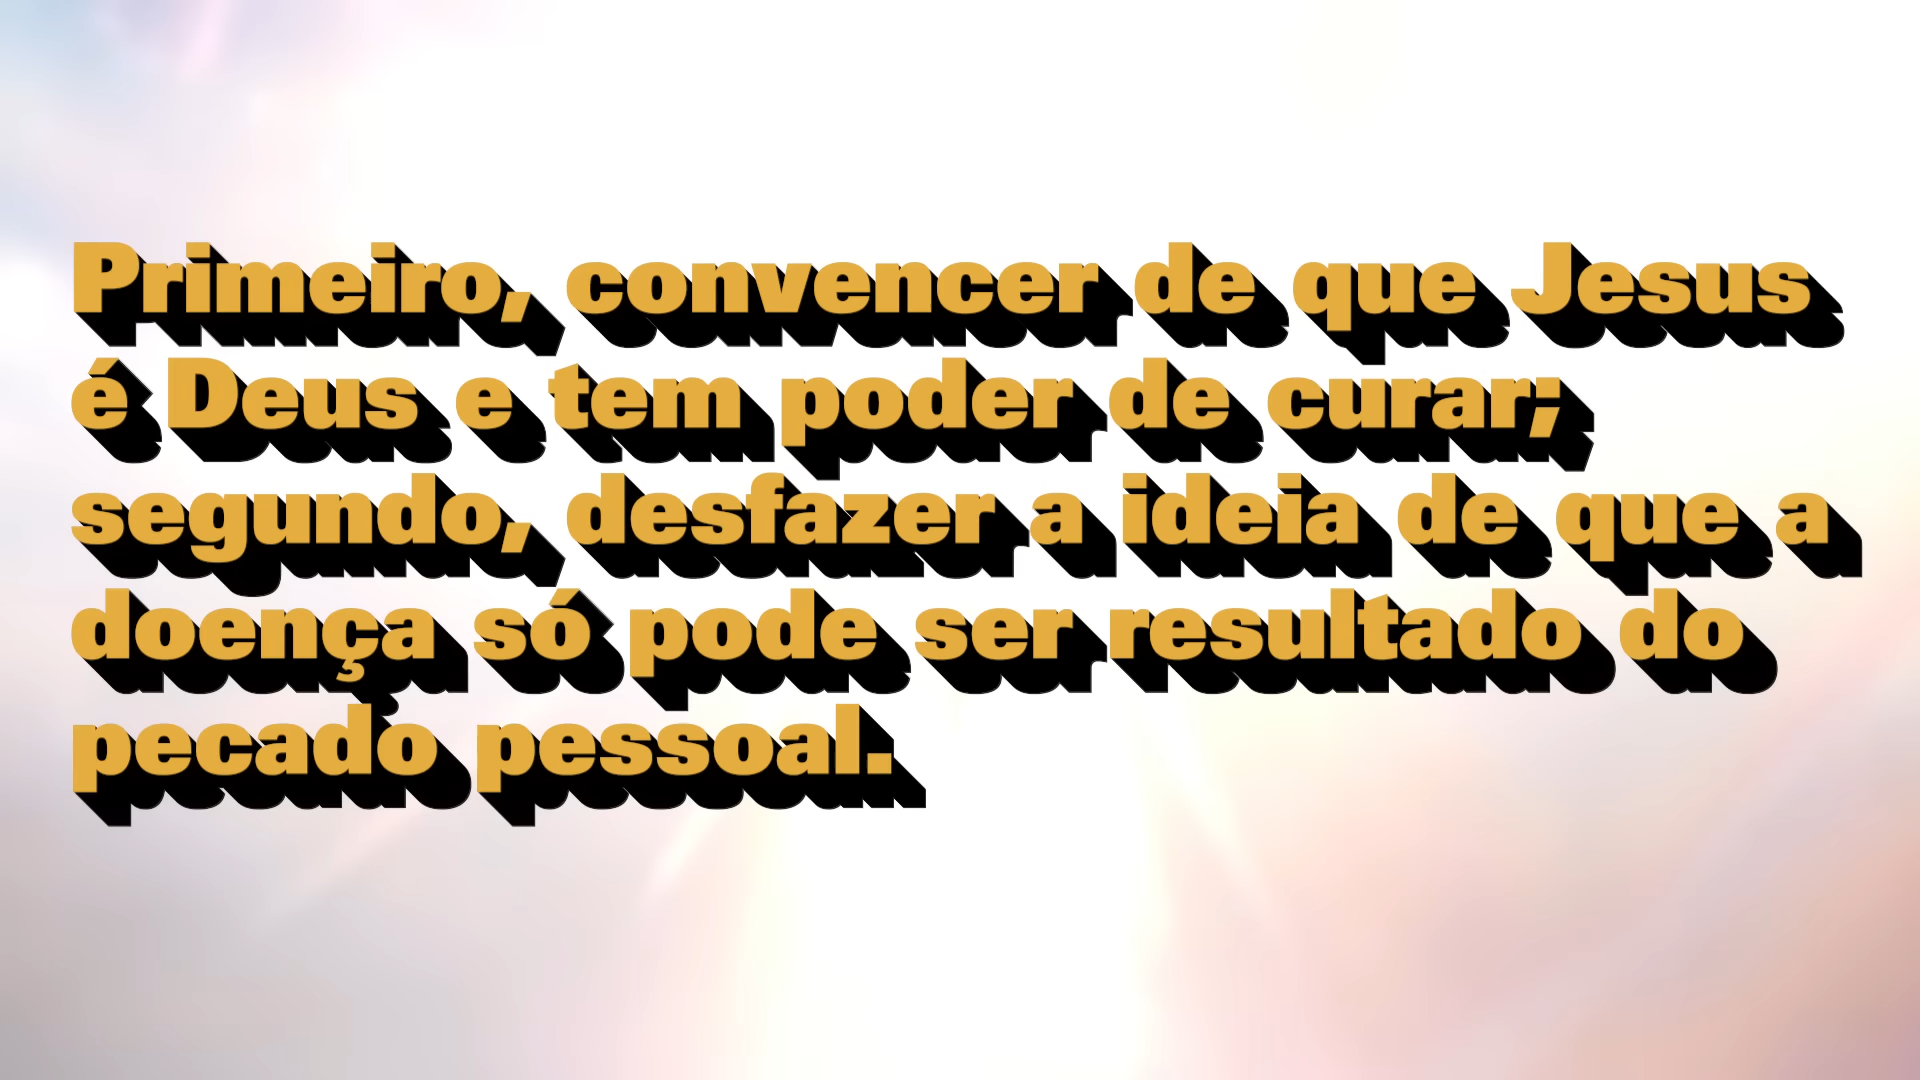 Primeiro, convencer de que Jesus
é Deus e tem poder de curar;
segundo, desfazer a ideia de que a
doença só pode ser resultado do
pecado pessoal.